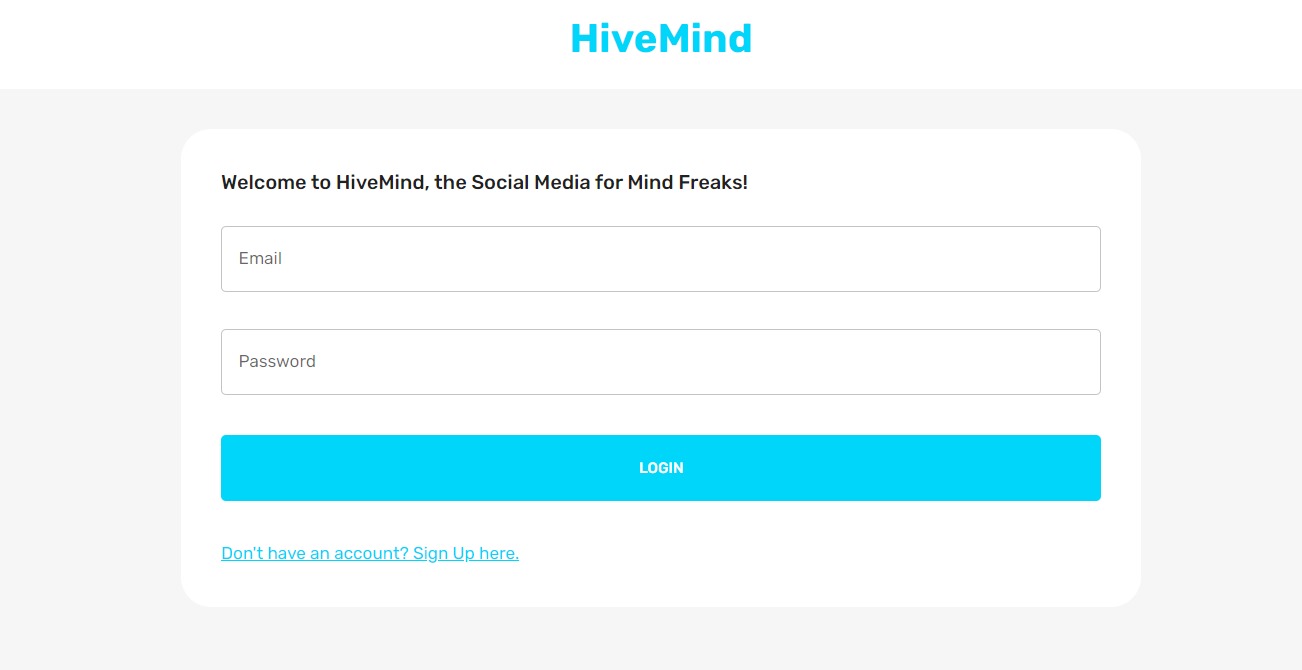 HiveMind
Welcome to HiveMind, the Social Media for Mind Freaks!
Email
Password
LOGIN
Don't have an account? Sign Up here.